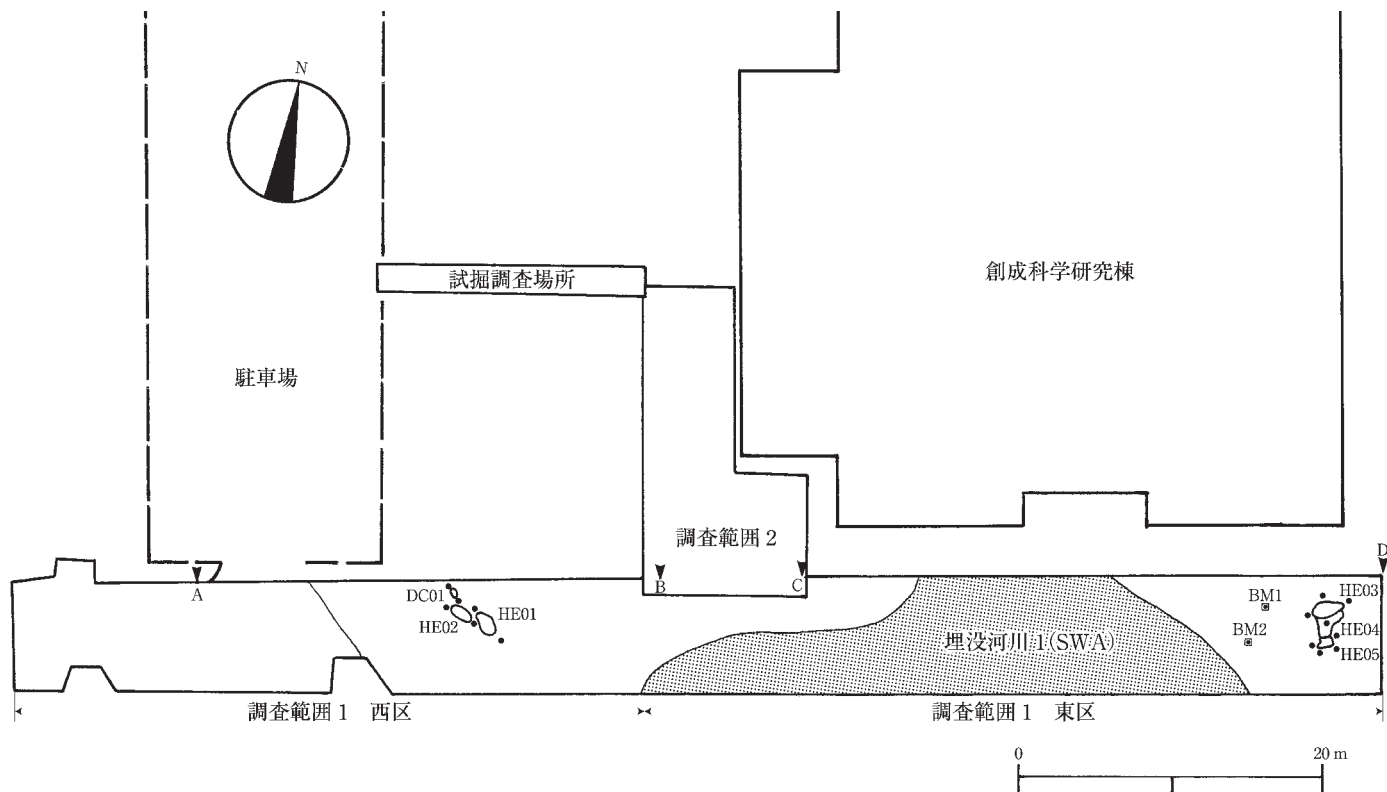 N
試掘調査場所
創成科学研究棟
駐車場
調査範囲2
A
B
C
D
DC01
HE01
HE02
BM1
BM2
HE03
HE04
HE05
埋没河川1(SWA)
調査範囲1 西区
調査範囲1 東区
0
20 m